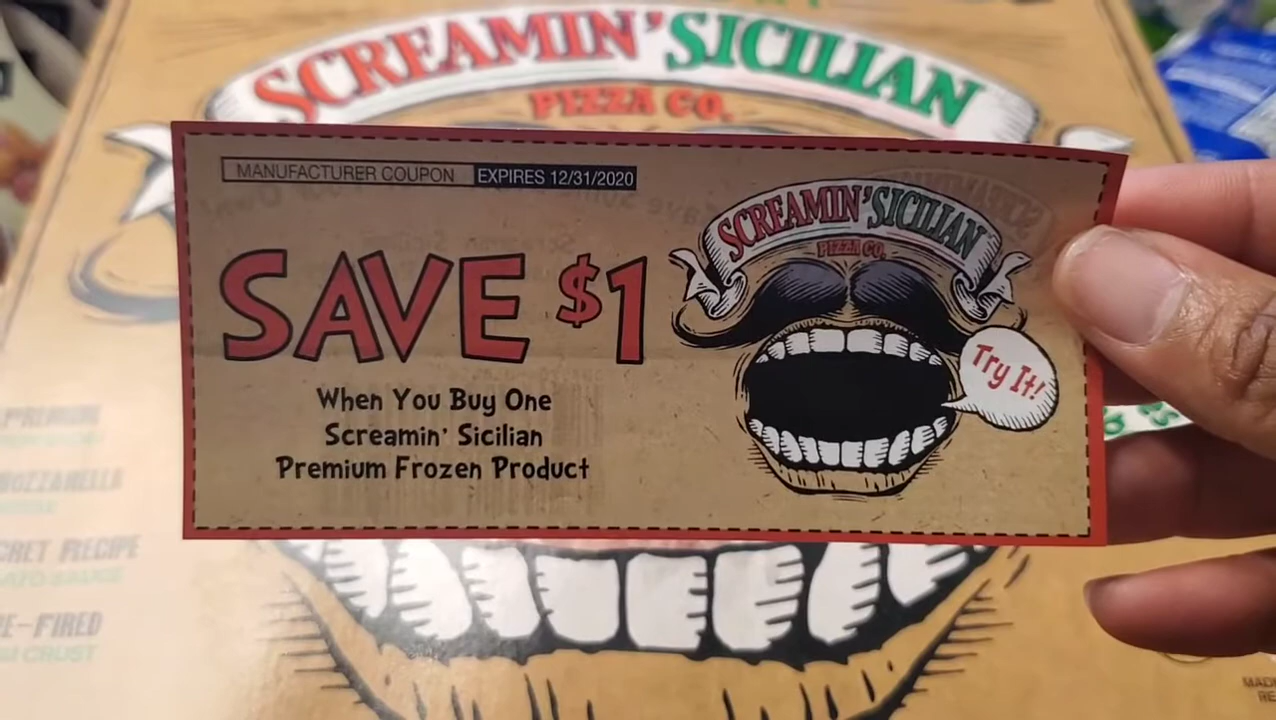 SCREAMIN' SICILIAN
PIZZA CO.
MANUFACTURER COUPON EXPIRES 12/31/2020
SCREAMIN' SICILIAN
PIZZA CO.
SAVE $1
Try It!
When You Buy One
Screamin' Sicilian
Premium Frozen Product
MOZZARELLA
RECIPE
CRUST